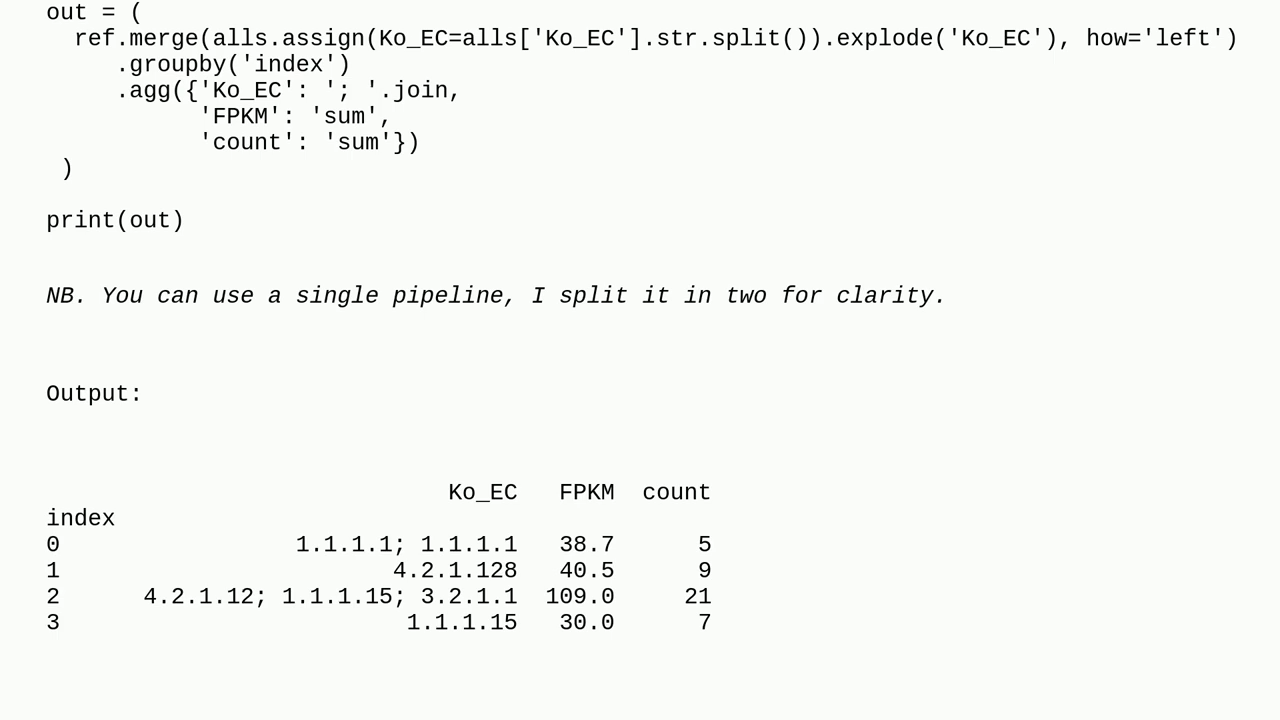 out = (
  ref.merge(alls.assign(Ko_EC=alls['Ko_EC'].str.split()).explode('Ko_EC'), how='left')
     .groupby('index')
     .agg({'Ko_EC': '; '.join,
           'FPKM': 'sum',
           'count': 'sum'})
 )
print(out)
NB. You can use a single pipeline, I split it in two for clarity.
Output:
                             Ko_EC   FPKM  count
index
0                 1.1.1.1; 1.1.1.1   38.7      5
1                        4.2.1.128   40.5      9
2      4.2.1.12; 1.1.1.15; 3.2.1.1  109.0     21
3                         1.1.1.15   30.0      7